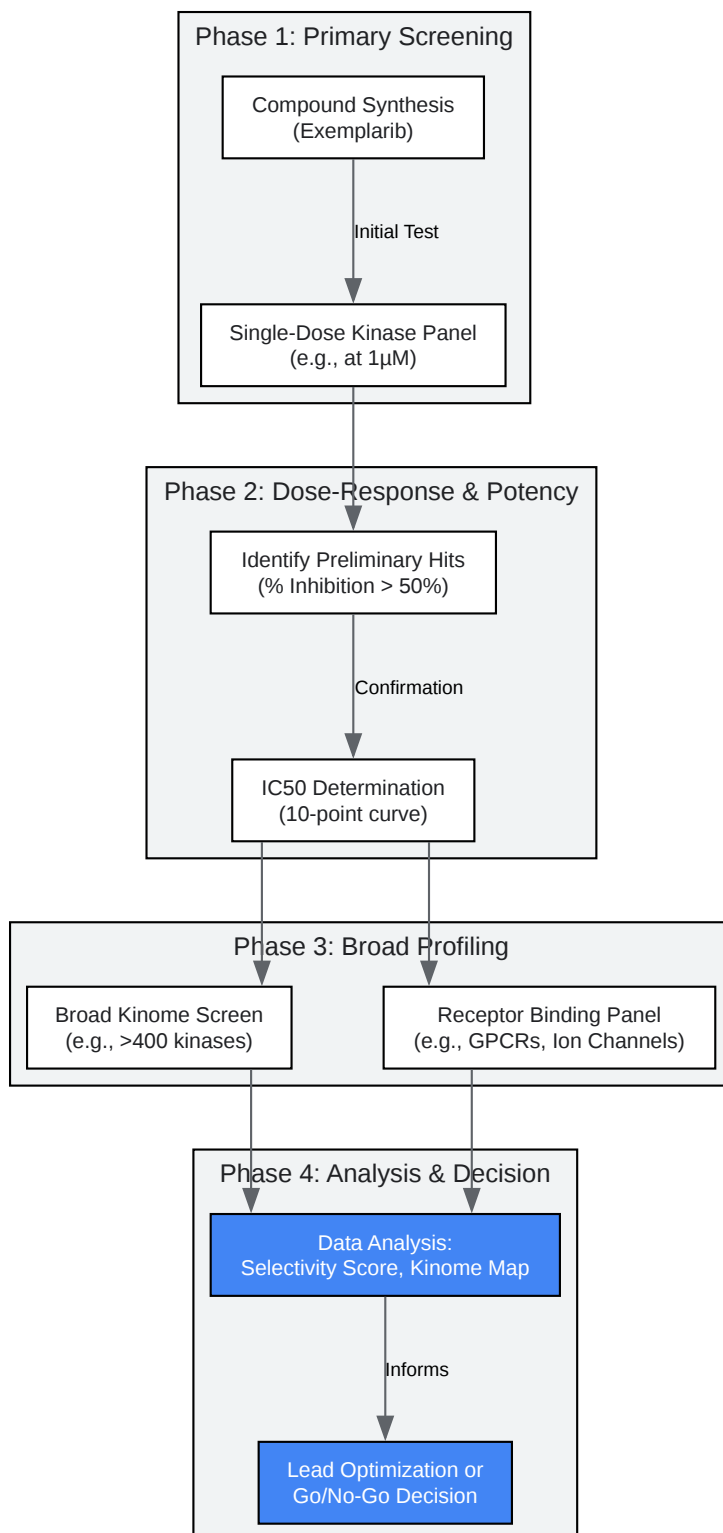 Phase 1: Primary Screening
Compound Synthesis
(Exemplarib)
Initial Test
Single-Dose Kinase Panel
(e.g., at 1µM)
Phase 2: Dose-Response & Potency
Identify Preliminary Hits
(% Inhibition > 50%)
Confirmation
IC50 Determination
(10-point curve)
Phase 3: Broad Profiling
Broad Kinome Screen
(e.g., >400 kinases)
Receptor Binding Panel
(e.g., GPCRs, Ion Channels)
Phase 4: Analysis & Decision
Data Analysis:
Selectivity Score, Kinome Map
Informs
Lead Optimization or
Go/No-Go Decision